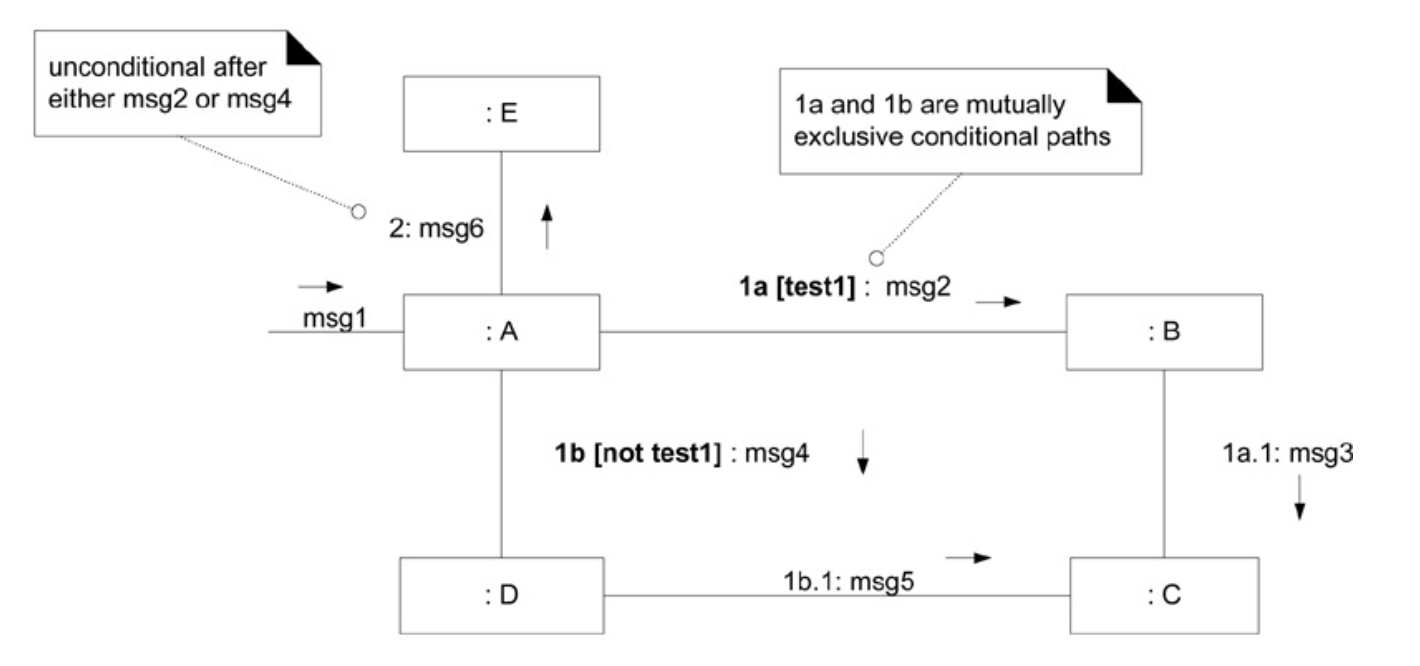 unconditional after
either msg2 or msg4
: E
1a and 1b are mutually
exclusive conditional paths
2: msg6
1a [test1] : msg2
msg1
: A
: B
1b [not test1] : msg4
1a.1: msg3
1b.1: msg5
: D
: C